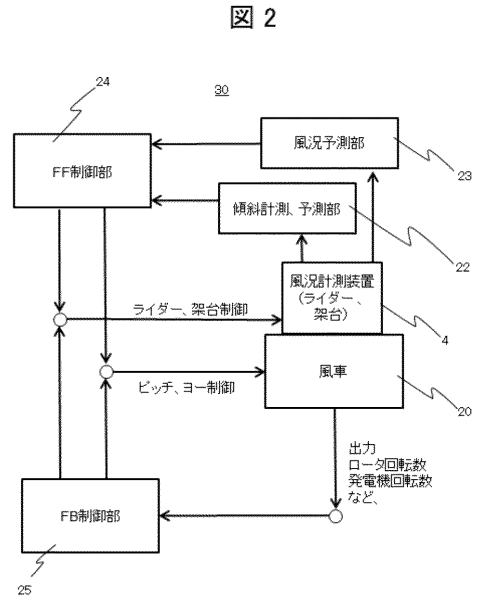 図 2
24
30
風況予測部
FF制御部
23
傾斜計測、予測部
22
風況計測装置
(ライダー、
架台)
ライダー、架台制御
4
風車
ピッチ、ヨー制御
20
出力
ロータ回転数
発電機回転数
など、
FB制御部
25